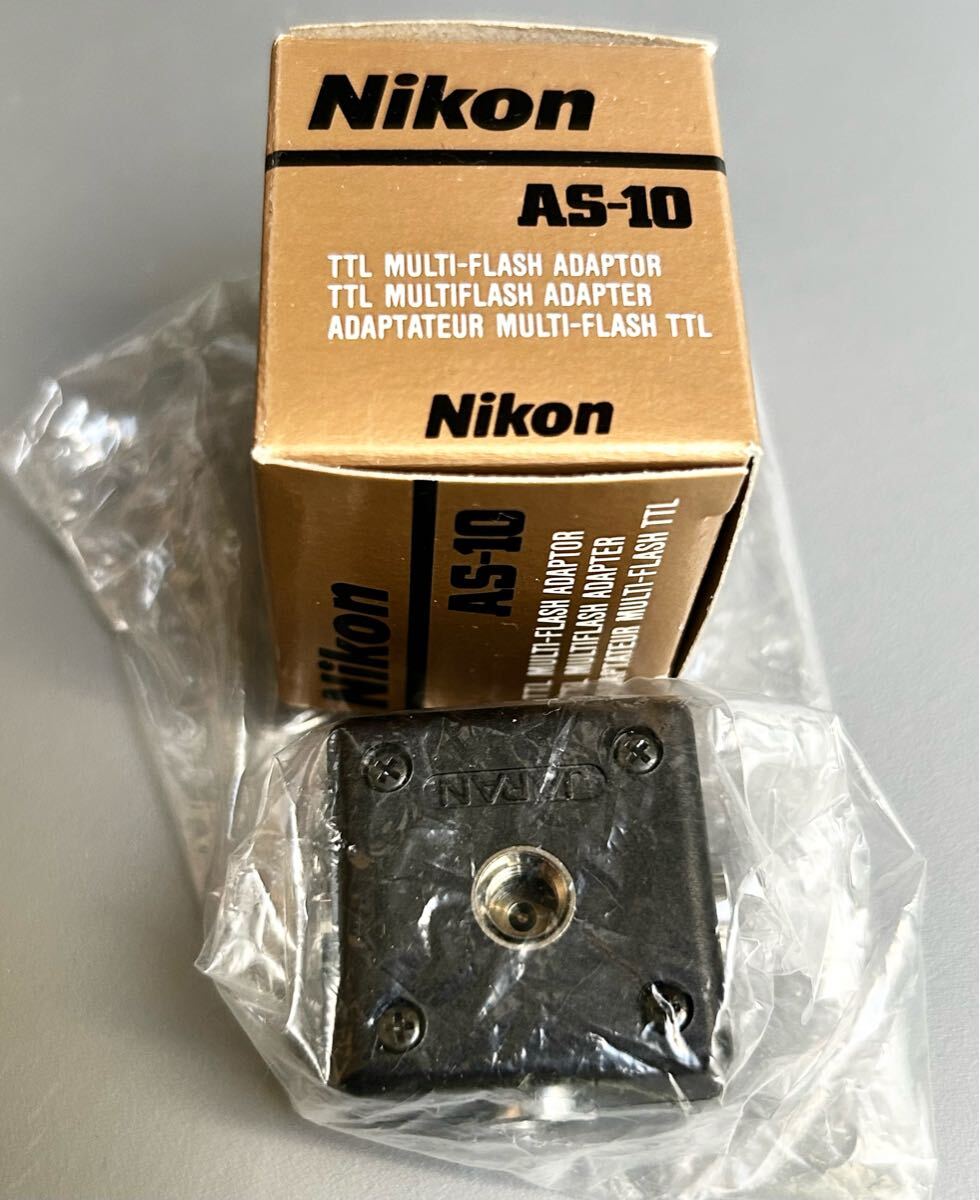 Nikon
AS-10
TTL MULTI-FLASH ADAPTOR
TTL MULTIFLASH ADAPTER
ADAPTATEUR MULTI-FLASH TTL
Nikon
Nikon
AS-10
TTL MULTI-FLASH ADAPTOR
TTL MULTIFLASH ADAPTER
ADAPTATEUR MULTI-FLASH TTL
JAPAN